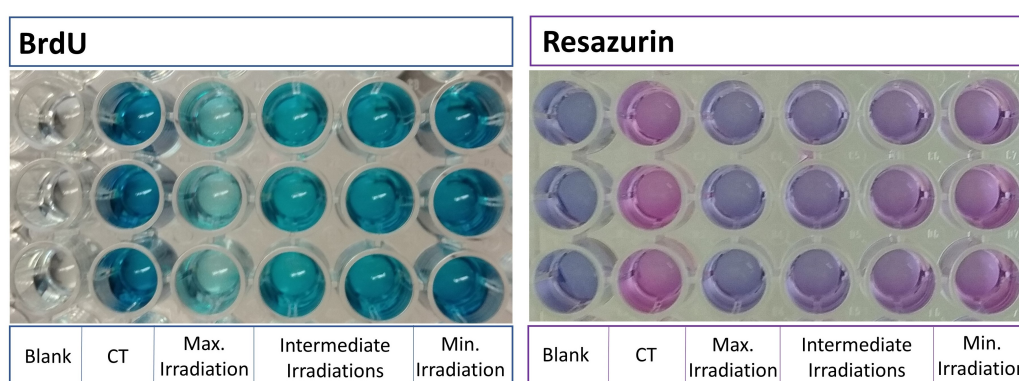 BrdU
Resazurin
Blank
CT
Max.
Irradiation
Intermediate
Irradiations
Min.
Irradiation
Blank
CT
Max.
Irradiation
Intermediate
Irradiations
Min.
Irradiation